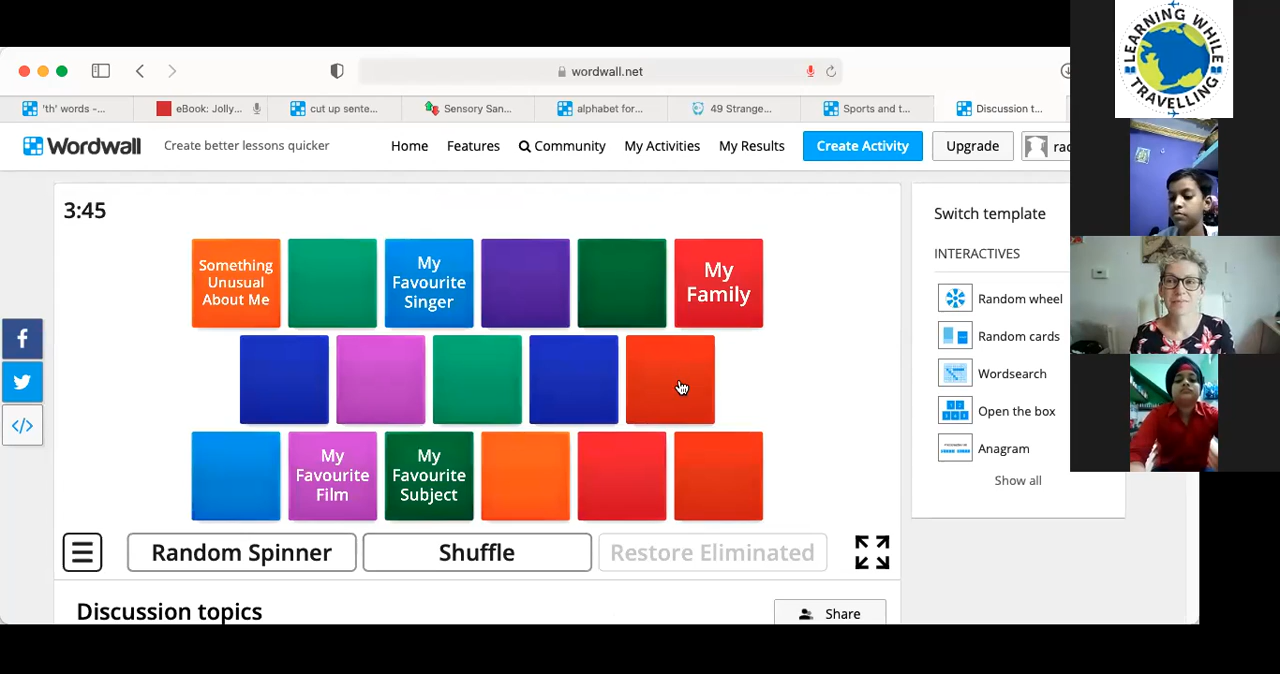 wordwall.net
'th' words -...
eBook: Jolly...
cut up sente...
Sensory San...
alphabet for...
49 Strange...
Sports and t...
Discussion t...
Wordwall
Create better lessons quicker
Home
Features
Community
My Activities
My Results
Create Activity
Upgrade
3:45
Something
Unusual
About Me
My
Favourite
Singer
My
Family
My
Favourite
Film
My
Favourite
Subject
Random Spinner
Shuffle
Restore Eliminated
Discussion topics
Share
Switch template
INTERACTIVES
Random wheel
Random cards
Wordsearch
Open the box
Anagram
Show all
LEARNING WHILE
TRAVELLING